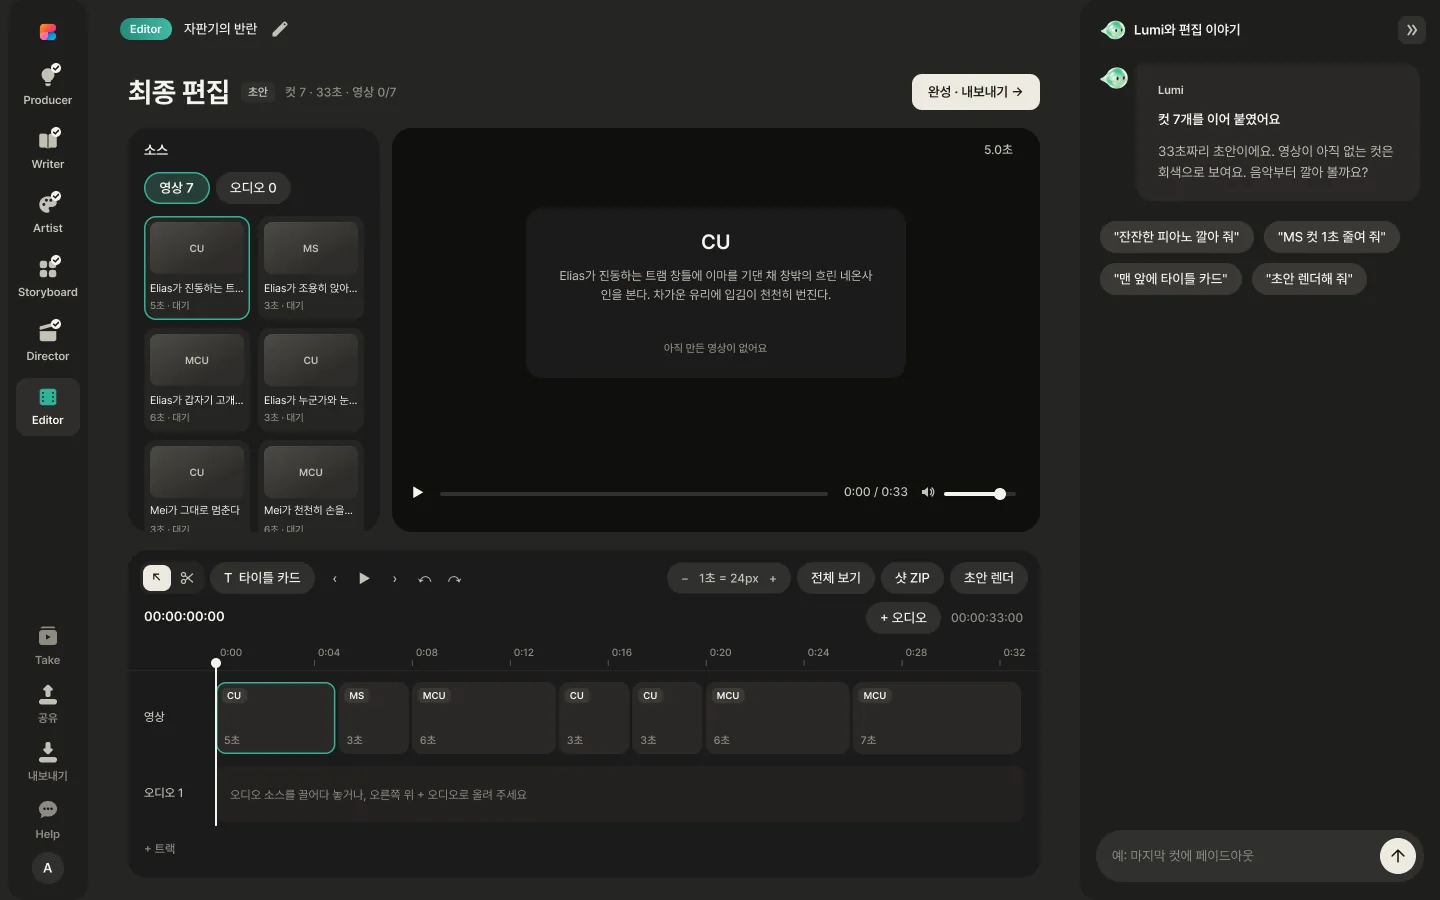 Editor 자판기의 반란
Lumi와 편집 이야기
Producer
Writer
Artist
Storyboard
Director
Editor
Take
공유
내보내기
Help
A
최종 편집 초안 컷 7 · 33초 · 영상 0/7
완성 · 내보내기 →
소스
영상 7 오디오 0
CU
Elias가 진동하는 트...
5초 · 대기
MS
Elias가 조용히 앉아...
3초 · 대기
MCU
Elias가 갑자기 고개...
6초 · 대기
CU
Elias가 누군가와 눈...
3초 · 대기
CU
Mei가 그대로 멈춘다
3초 · 대기
MCU
Mei가 천천히 손을...
6초 · 대기
5.0초
CU
Elias가 진동하는 트램 창틀에 이마를 기댄 채 창밖의 흐린 네온사
인을 본다. 차가운 유리에 입김이 천천히 번진다.
아직 만든 영상이 없어요
0:00 / 0:33
T 타이틀 카드
− 1초 = 24px +
전체 보기
샷 ZIP
초안 렌더
00:00:00:00
+ 오디오
00:00:33:00
0:00 0:04 0:08 0:12 0:16 0:20 0:24 0:28 0:32
영상
CU MS MCU CU CU MCU MCU
5초 3초 6초 3초 3초 6초 7초
오디오 1
오디오 소스를 끌어다 놓거나, 오른쪽 위 + 오디오로 올려 주세요
+ 트랙
Lumi
컷 7개를 이어 붙였어요
33초짜리 초안이에요. 영상이 아직 없는 컷은
회색으로 보여요. 음악부터 깔아 볼까요?
"잔잔한 피아노 깔아 줘" "MS 컷 1초 줄여 줘"
"맨 앞에 타이틀 카드" "초안 렌더해 줘"
예: 마지막 컷에 페이드아웃